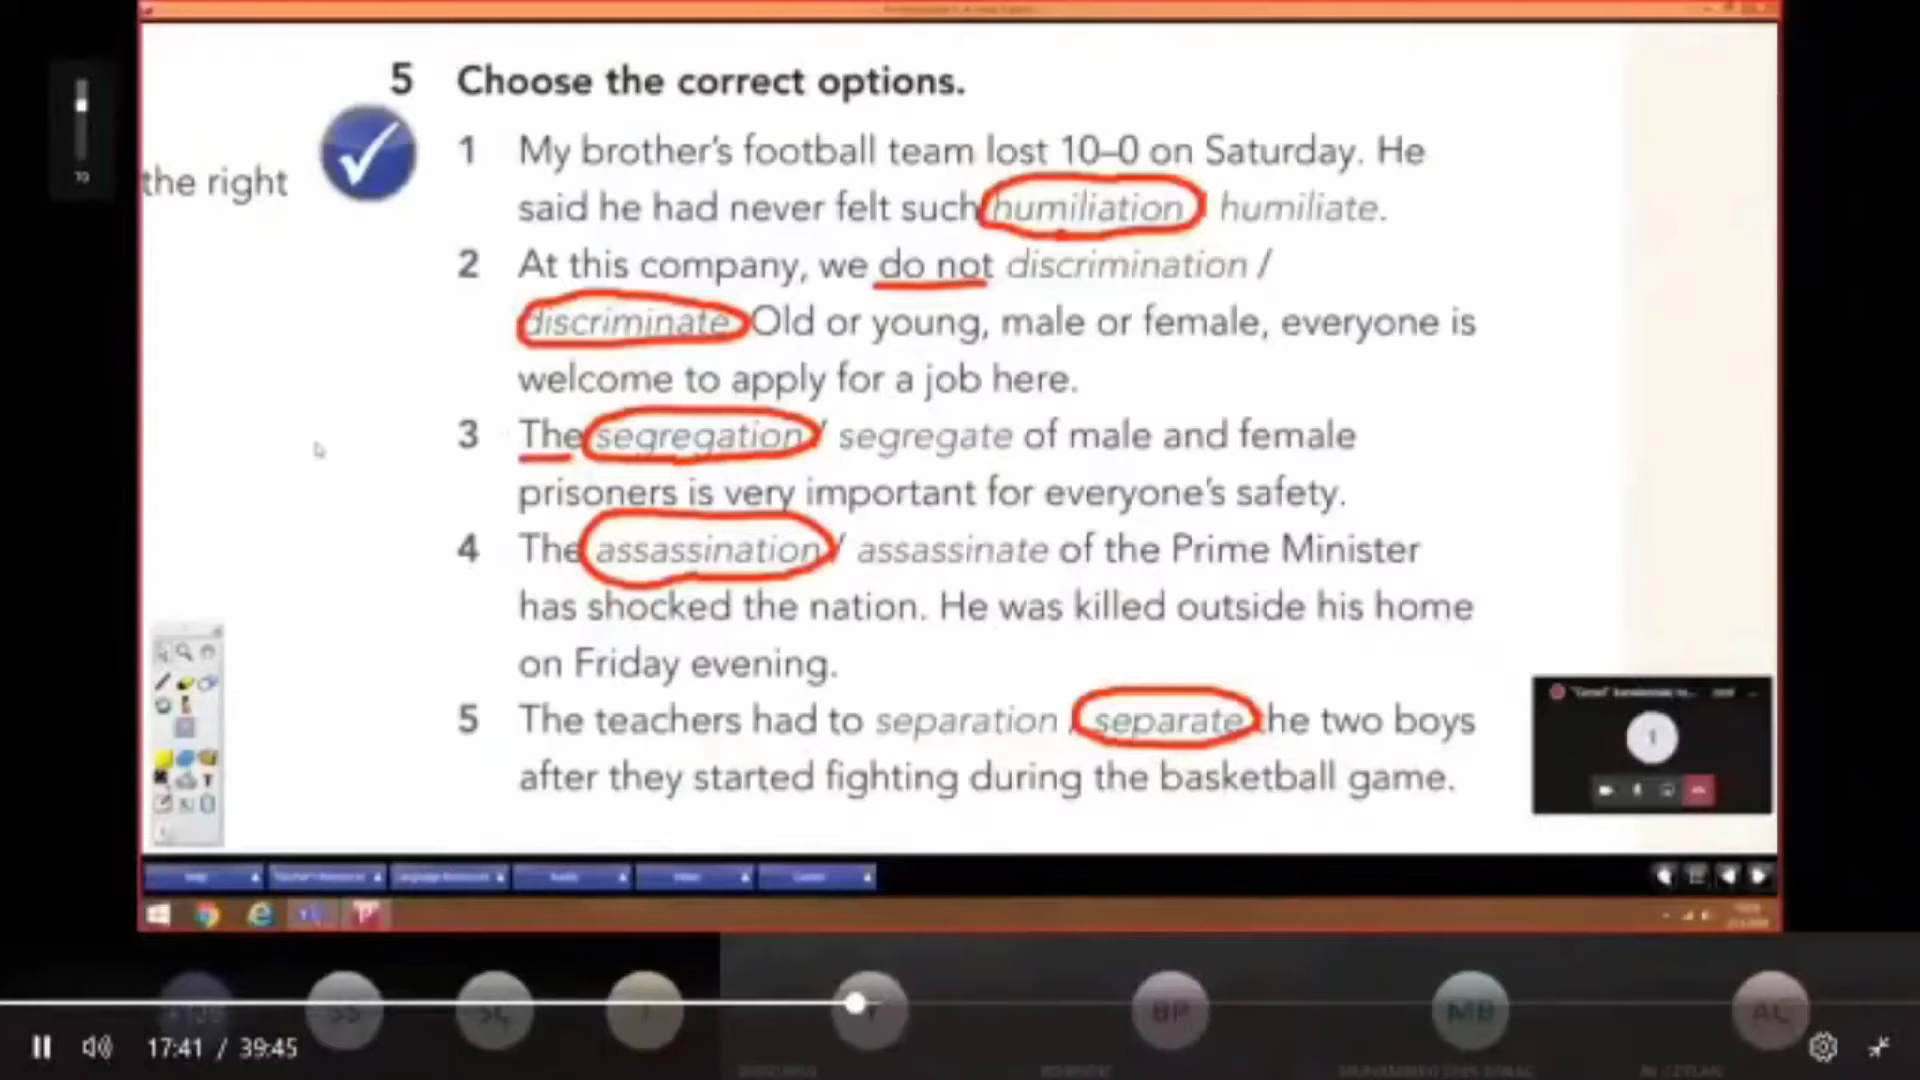 5 Choose the correct options.
1 My brother's football team lost 10–0 on Saturday. He
the right
said he had never felt such humiliation / humiliate.
2 At this company, we do not discrimination /
discriminate. Old or young, male or female, everyone is
welcome to apply for a job here.
3 The segregation / segregate of male and female
prisoners is very important for everyone's safety.
4 The assassination / assassinate of the Prime Minister
has shocked the nation. He was killed outside his home
on Friday evening.
5 The teachers had to separation / separate the two boys
after they started fighting during the basketball game.
SS
BP
MB
AC
17:41 / 39:45